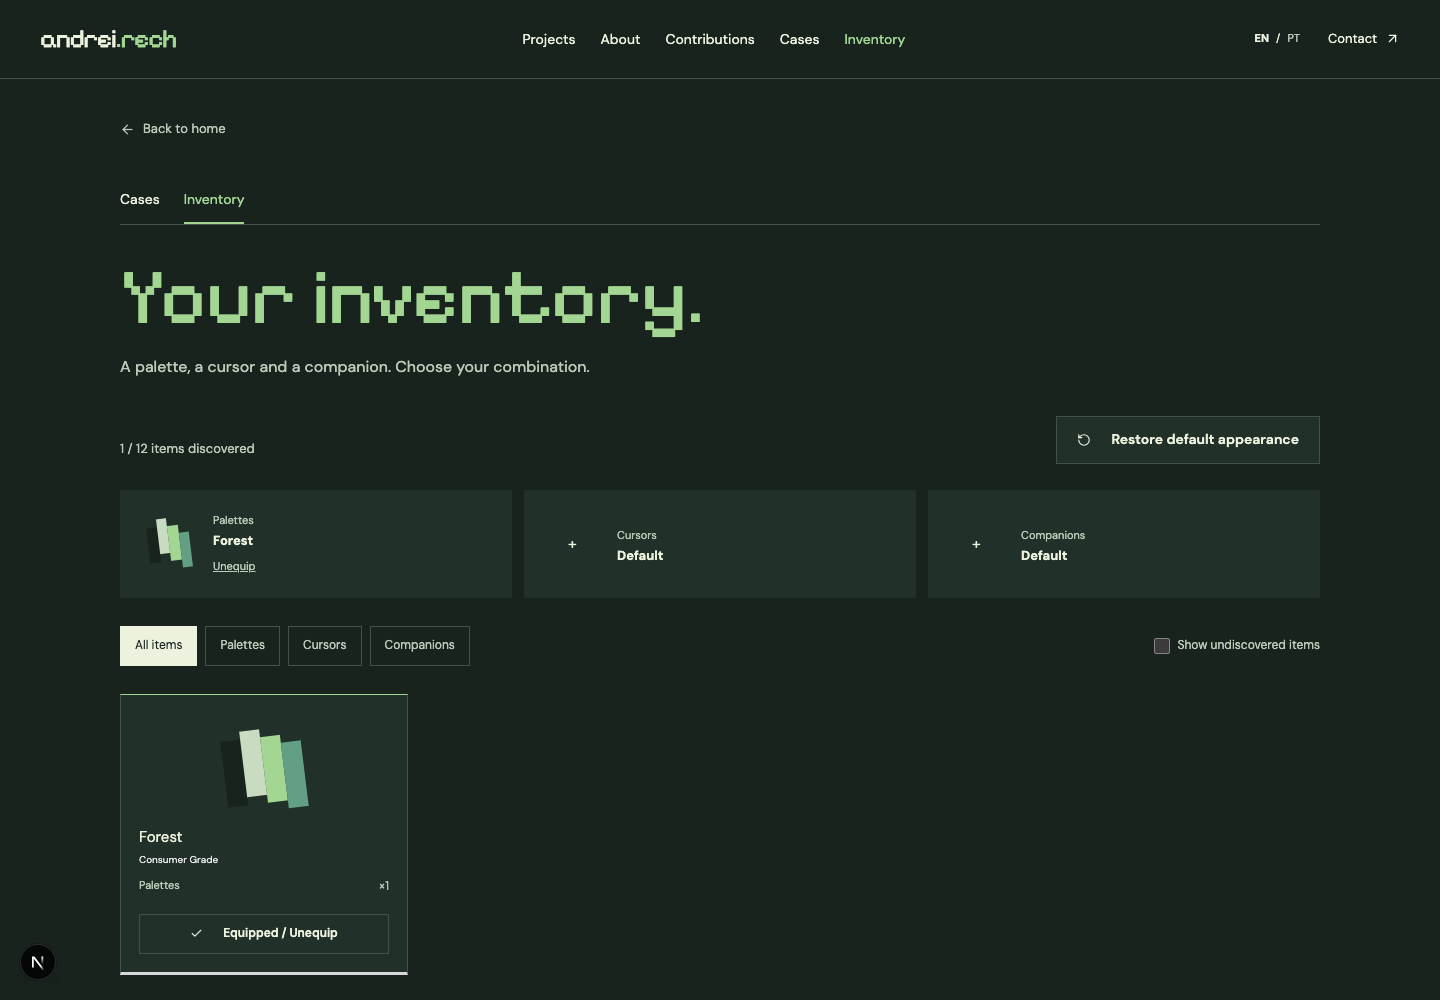 andrei.rech
Projects About Contributions Cases Inventory
EN / PT
Contact
Back to home
Cases Inventory
Your inventory.
A palette, a cursor and a companion. Choose your combination.
1 / 12 items discovered
Restore default appearance
Palettes
Forest
Unequip
+
Cursors
Default
+
Companions
Default
All items Palettes Cursors Companions
Show undiscovered items
Forest
Consumer Grade
Palettes ×1
Equipped / Unequip
N